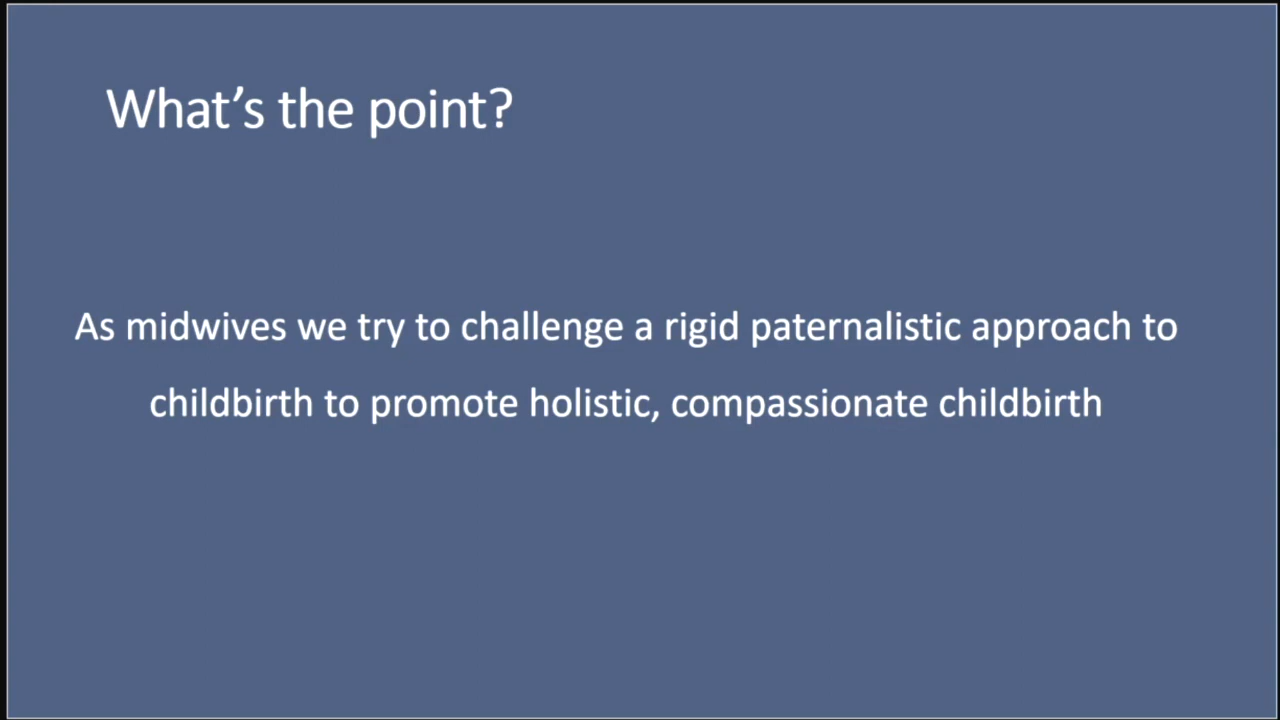 What’s the point?
As midwives we try to challenge a rigid paternalistic approach to
childbirth to promote holistic, compassionate childbirth